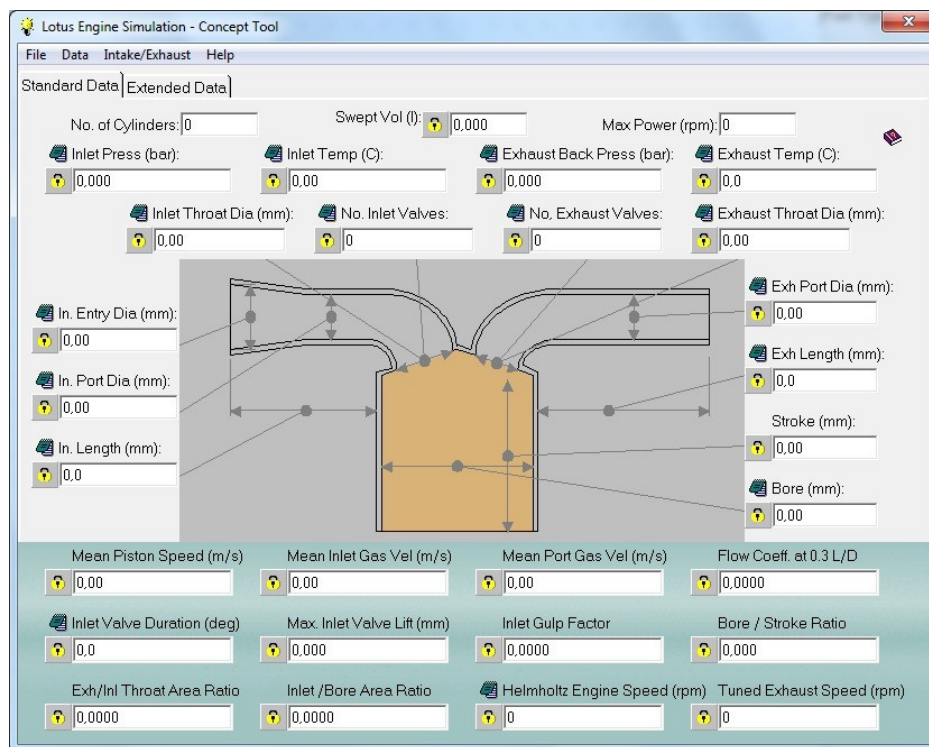 Lotus Engine Simulation - Concept Tool
File Data Intake/Exhaust Help
Standard Data Extended Data
No. of Cylinders: 0 Swept Vol (l): 0,000 Max Power (rpm): 0
Inlet Press (bar): Inlet Temp (C): Exhaust Back Press (bar): Exhaust Temp (C):
0,000 0,00 0,000 0,0
Inlet Throat Dia (mm): No. Inlet Valves: No, Exhaust Valves: Exhaust Throat Dia (mm):
0,00 0 0 0,00
In. Entry Dia (mm):
0,00
In. Port Dia (mm):
0,00
In. Length (mm):
0,0
Exh Port Dia (mm):
0,00
Exh Length (mm):
0,0
Stroke (mm):
0,00
Bore (mm):
0,00
Mean Piston Speed (m/s) Mean Inlet Gas Vel (m/s) Mean Port Gas Vel (m/s) Flow Coeff. at 0.3 L/D
0,00 0,00 0,00 0,0000
Inlet Valve Duration (deg) Max. Inlet Valve Lift (mm) Inlet Gulp Factor Bore / Stroke Ratio
0,0 0,000 0,0000 0,000
Exh/Inl Throat Area Ratio Inlet /Bore Area Ratio Helmholtz Engine Speed (rpm) Tuned Exhaust Speed (rpm)
0,0000 0,0000 0 0